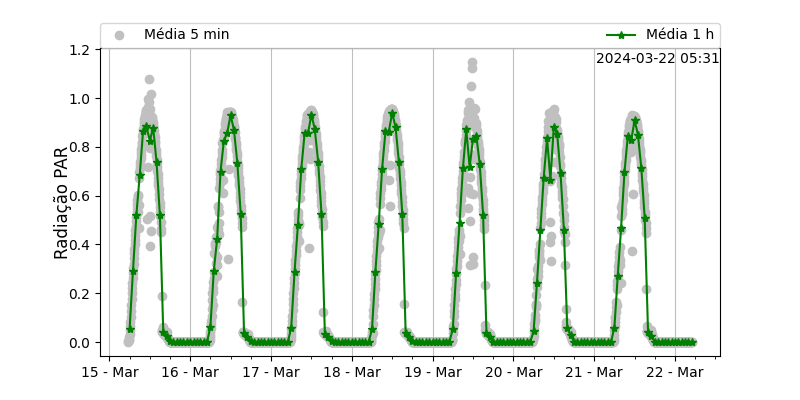 Média 5 min
Média 1 h
2024-03-22 05:31
Radiação PAR
1.2
1.0
0.8
0.6
0.4
0.2
0.0
15 - Mar
16 - Mar
17 - Mar
18 - Mar
19 - Mar
20 - Mar
21 - Mar
22 - Mar